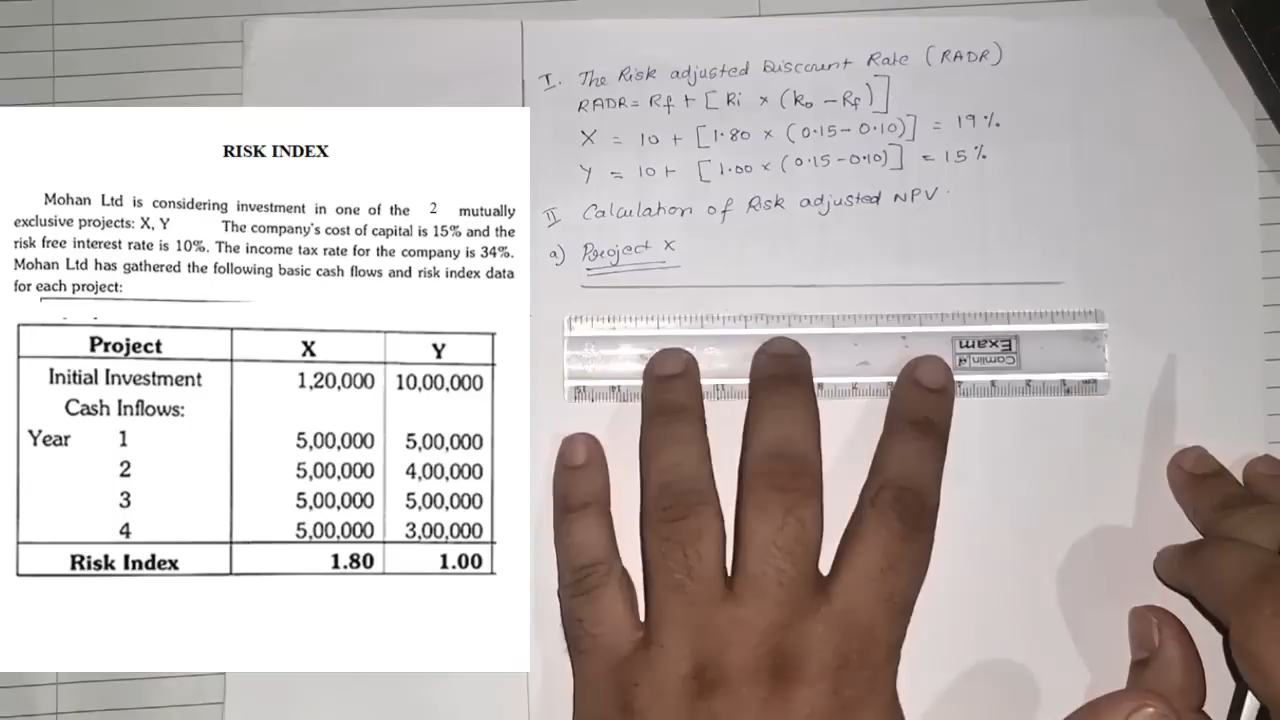 RISK INDEX
Mohan Ltd is considering investment in one of the 2 mutually
exclusive projects: X, Y The company's cost of capital is 15% and the
risk free interest rate is 10%. The income tax rate for the company is 34%.
Mohan Ltd has gathered the following basic cash flows and risk index data
for each project:
Project X Y
Initial Investment 1,20,000 10,00,000
Cash Inflows:
Year 1 5,00,000 5,00,000
2 5,00,000 4,00,000
3 5,00,000 5,00,000
4 5,00,000 3,00,000
Risk Index 1.80 1.00
I. The Risk adjusted Discount Rate (RADR)
RADR = Rf + [ Ri × (ko - Rf)]
X = 10 + [1.80 × (0.15 - 0.10)] = 19%
Y = 10 + [1.00 × (0.15 - 0.10)] = 15%
II Calculation of Risk adjusted NPV.
a) Project X
Exam
Camlin